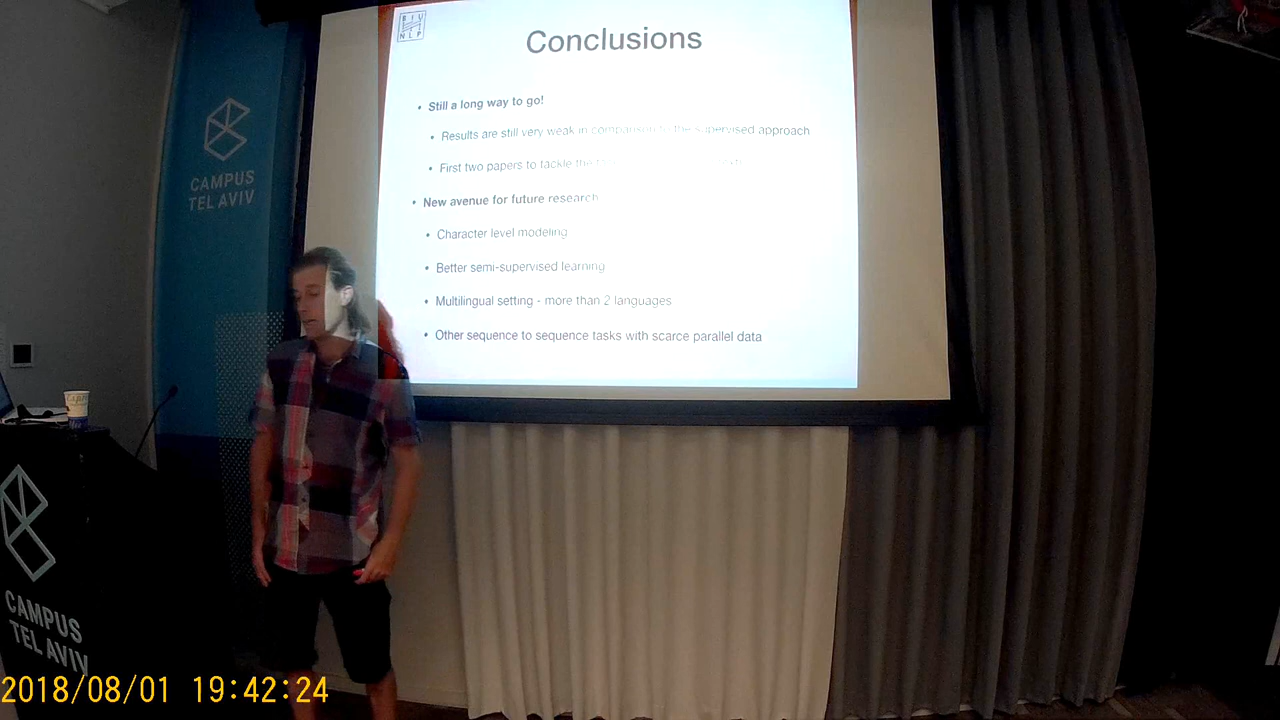 BIU
NLP
Conclusions
• Still a long way to go!
• Results are still very weak in comparison to the supervised approach
• First two papers to tackle the
• New avenue for future research
• Character level modeling
• Better semi-supervised learning
• Multilingual setting - more than 2 languages
• Other sequence to sequence tasks with scarce parallel data
CAMPUS
TEL AVIV
CAMPUS
TEL AVIV
2018/08/01 19:42:24